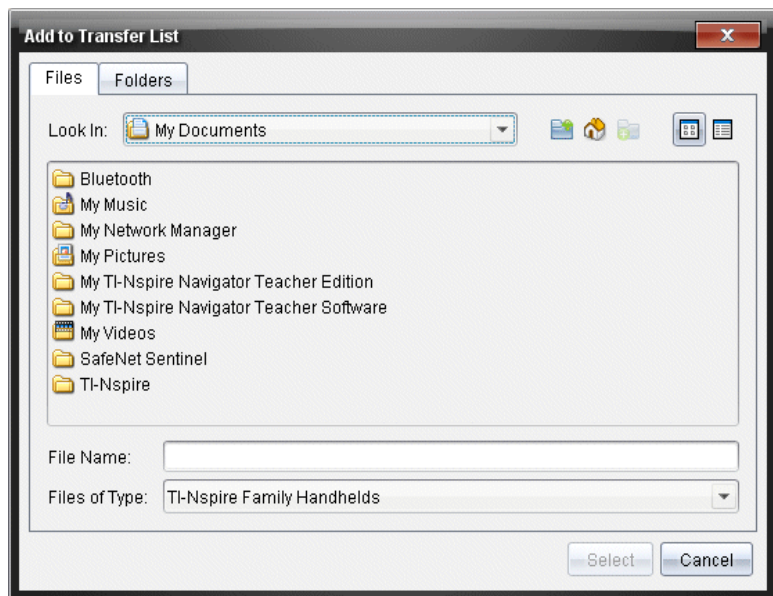 Add to Transfer List
Files Folders
Look In: My Documents
Bluetooth
My Music
My Network Manager
My Pictures
My TI-Nspire Navigator Teacher Edition
My TI-Nspire Navigator Teacher Software
My Videos
SafeNet Sentinel
TI-Nspire
File Name:
Files of Type: TI-Nspire Family Handhelds
Select Cancel